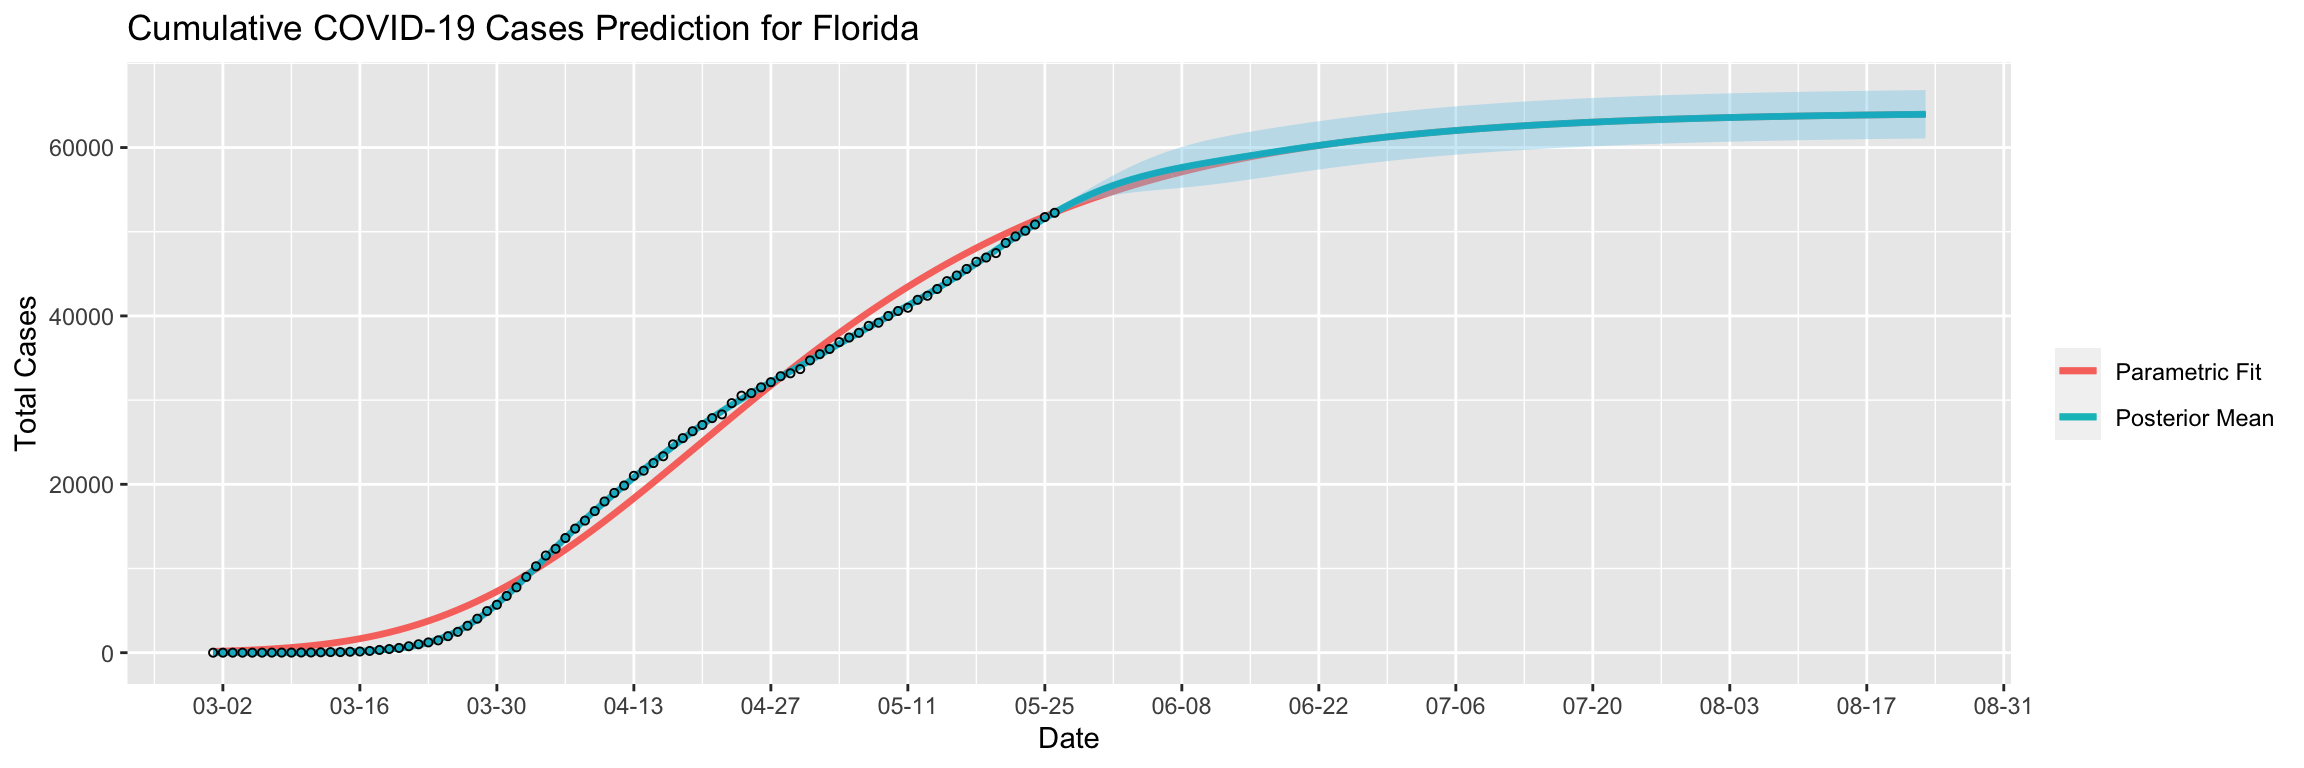 Cumulative COVID-19 Cases Prediction for Florida
Total Cases
60000
40000
20000
0
03-02 03-16 03-30 04-13 04-27 05-11 05-25 06-08 06-22 07-06 07-20 08-03 08-17 08-31
Date
Parametric Fit
Posterior Mean